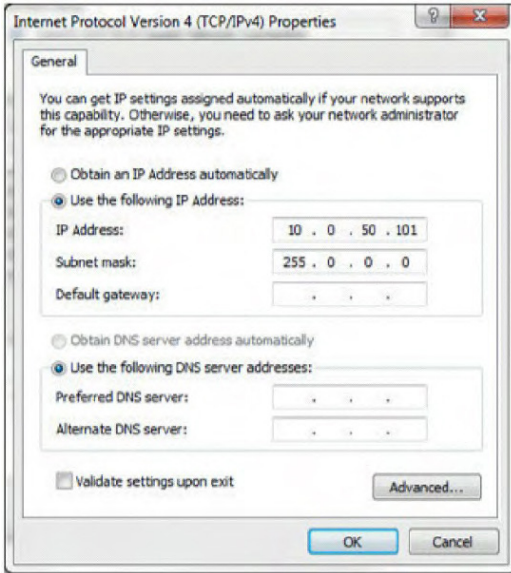 Internet Protocol Version 4 (TCP/IPv4) Properties
?
X
General
You can get IP settings assigned automatically if your network supports
this capability. Otherwise, you need to ask your network administrator
for the appropriate IP settings.
Obtain an IP Address automatically
Use the following IP Address:
IP Address: 10 . 0 . 50 . 101
Subnet mask: 255 . 0 . 0 . 0
Default gateway: . . .
Obtain DNS server address automatically
Use the following DNS server addresses:
Preferred DNS server: . . .
Alternate DNS server: . . .
Validate settings upon exit
Advanced...
OK Cancel